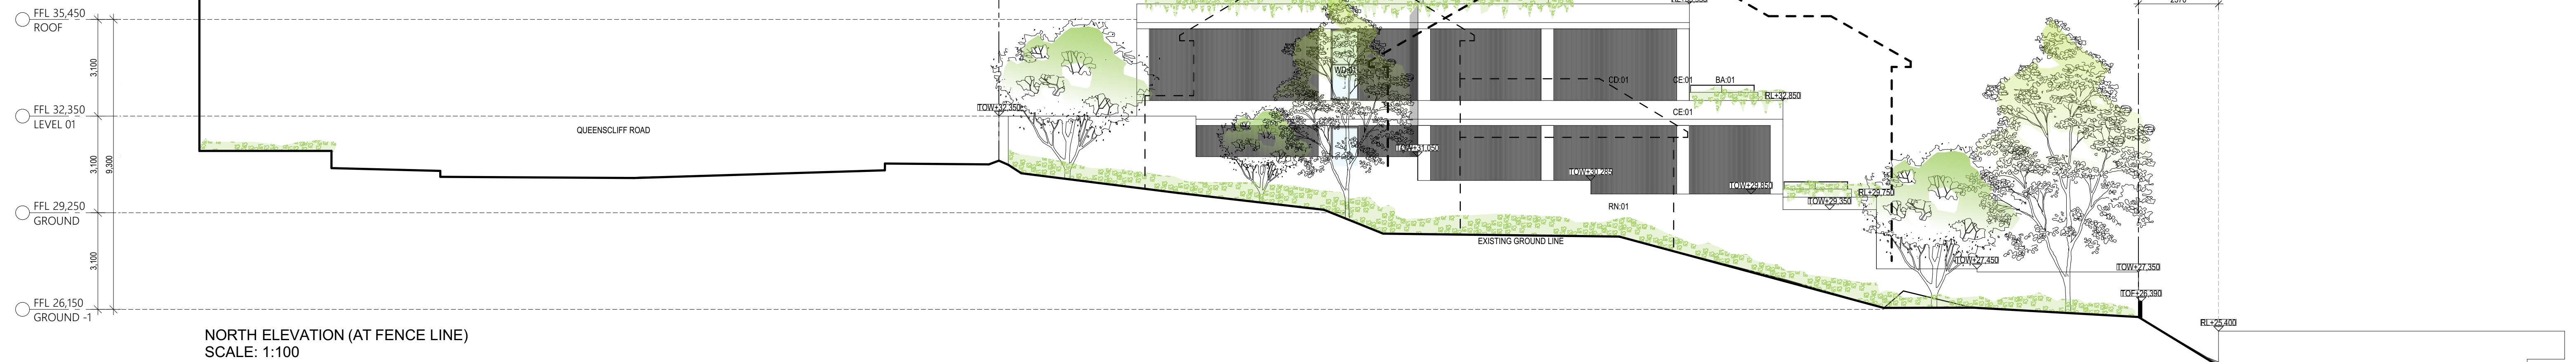 FFL 35,450
ROOF
3,100
FFL 32,350
LEVEL 01
3,100
9,300
FFL 29,250
GROUND
3,100
FFL 26,150
GROUND -1
QUEENSCLIFF ROAD
TOW+32,350
WD:01
CD:01
CE:01
BA:01
RL+32,850
CE:01
TOW+31,050
TOW+30,285
TOW+29,850
RL+29,750
TOW+29,350
RN:01
EXISTING GROUND LINE
TOW+27,450
TOW+27,350
TOF+26,390
RL+25,400
NORTH ELEVATION (AT FENCE LINE)
SCALE: 1:100